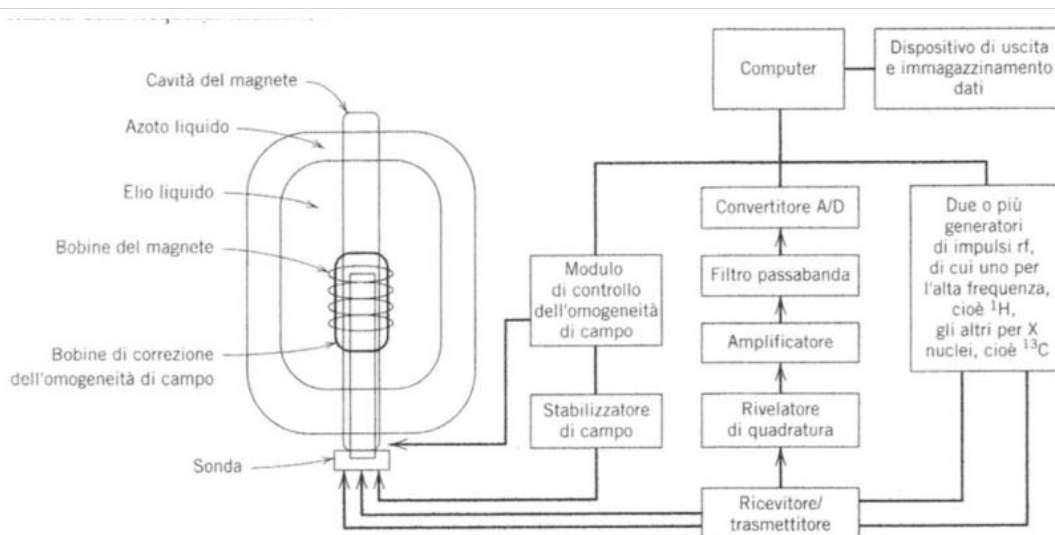 Cavità del magnete
Azoto liquido
Elio liquido
Bobine del magnete
Bobine di correzione
dell'omogeneità di campo
Sonda
Computer
Dispositivo di uscita
e immagazzinamento
dati
Modulo
di controllo
dell'omogeneità
di campo
Stabilizzatore
di campo
Convertitore A/D
Filtro passabanda
Amplificatore
Rivelatore
di quadratura
Ricevitore/
trasmettitore
Due o più
generatori
di impulsi rf,
di cui uno per
l'alta frequenza,
cioè ¹H,
gli altri per X
nuclei, cioè ¹³C